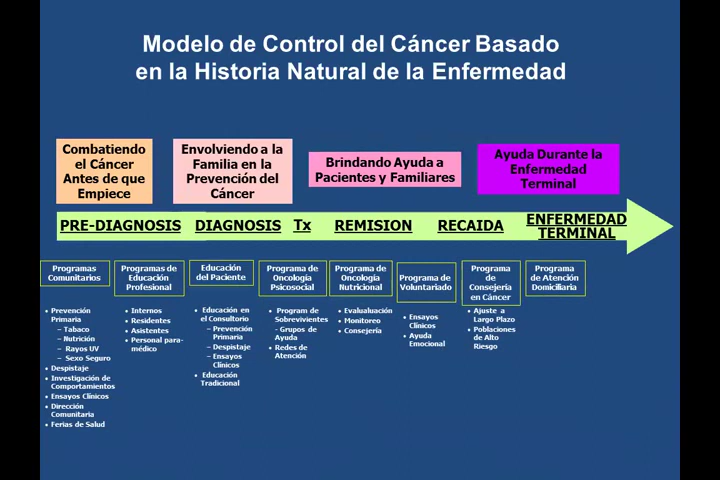 Modelo de Control del Cáncer Basado
en la Historia Natural de la Enfermedad
Combatiendo
el Cáncer
Antes de que
Empiece
Envolviendo a la
Familia en la
Prevención del
Cáncer
Brindando Ayuda a
Pacientes y Familiares
Ayuda Durante la
Enfermedad
Terminal
PRE-DIAGNOSIS
DIAGNOSIS
Tx
REMISION
RECAIDA
ENFERMEDAD
TERMINAL
Programas
Comunitarios
• Prevención
Primaria
– Tabaco
– Nutrición
– Rayos UV
– Sexo Seguro
• Despistaje
• Investigación de
Comportamientos
• Ensayos Clínicos
• Dirección
Comunitaria
• Ferias de Salud
Programas de
Educación
Profesional
• Internos
• Residentes
• Asistentes
• Personal para-
médico
Educación
del Paciente
• Educación en
el Consultorio
– Prevención
Primaria
– Despistaje
– Ensayos
Clínicos
• Educación
Tradicional
Programa de
Oncología
Psicosocial
• Program de
Sobrevivientes
- Grupos de
Ayuda
• Redes de
Atención
Programa de
Oncología
Nutricional
• Evalualuación
• Monitoreo
• Consejería
Programa de
Voluntariado
• Ensayos
Clínicos
• Ayuda
Emocional
Programa
de
Consejería
en Cáncer
• Ajuste a
Largo Plazo
• Poblaciones
de Alto
Riesgo
Programa
de Atención
Domiciliaria